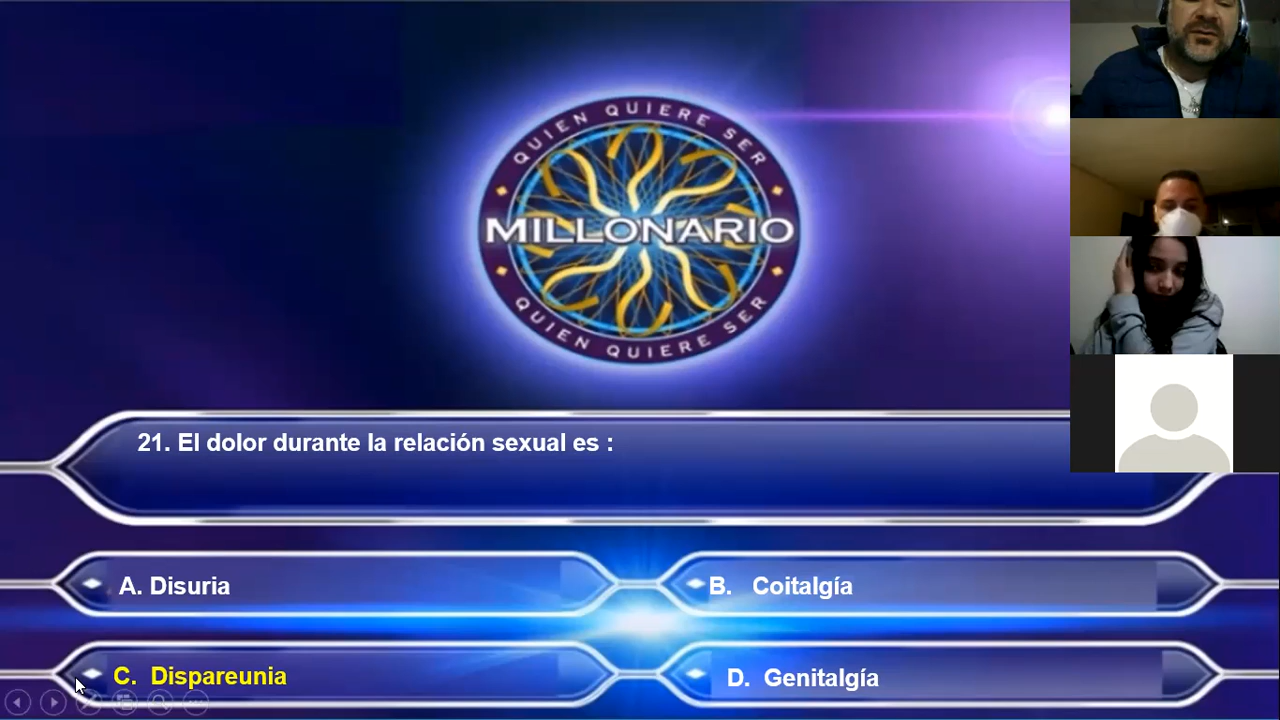 QUIEN QUIERE SER
MILLONARIO
QUIEN QUIERE SER
21. El dolor durante la relación sexual es :
A. Disuria
B. Coitalgía
C. Dispareunia
D. Genitalgía